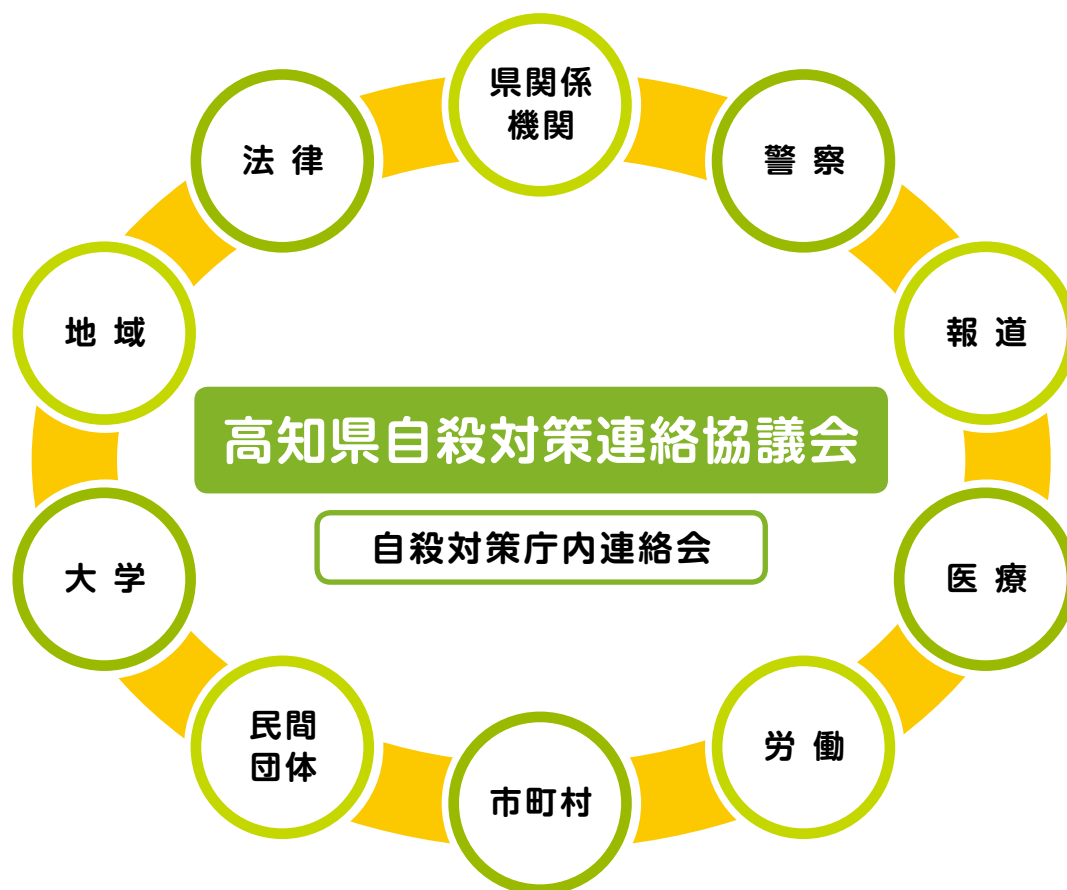 県関係
機関
法律
警察
地域
報道
高知県自殺対策連絡協議会
自殺対策庁内連絡会
大学
医療
民間
団体
労働
市町村